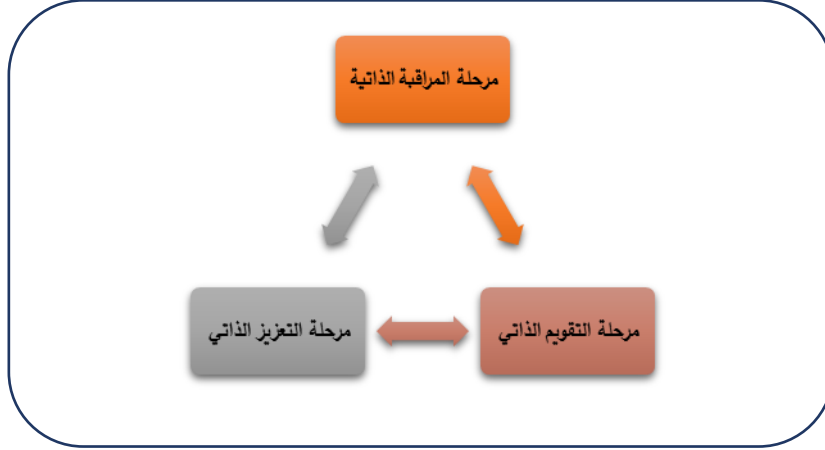 مرحلة المراقبة الذاتية
مرحلة التقويم الذاتي
مرحلة التعزيز الذاتي